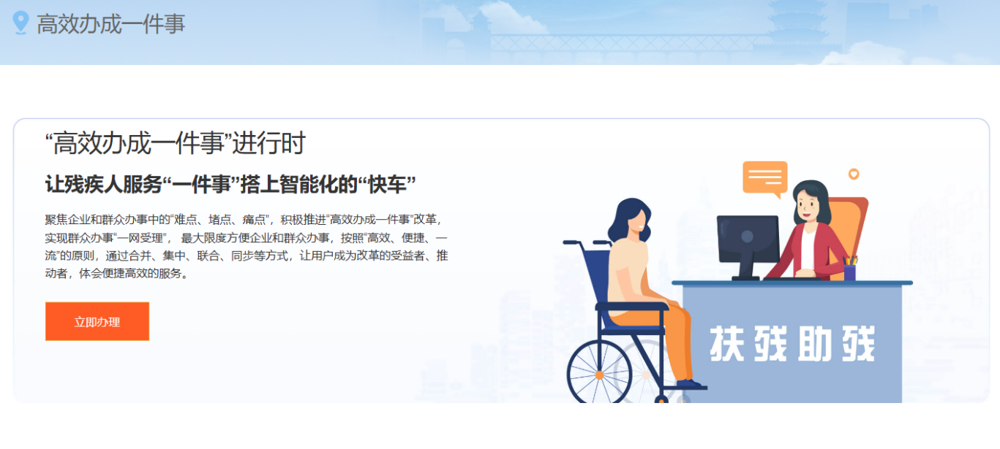 高效办成一件事
“高效办成一件事”进行时
让残疾人服务“一件事”搭上智能化的“快车”
聚焦企业和群众办事中的“难点、堵点、痛点”，积极推进“高效办成一件事”改革，
实现群众办事“一网受理”， 最大限度方便企业和群众办事，按照“高效、便捷、一
流”的原则，通过合并、集中、联合、同步等方式，让用户成为改革的受益者、推
动者，体会便捷高效的服务。
立即办理
扶残助残